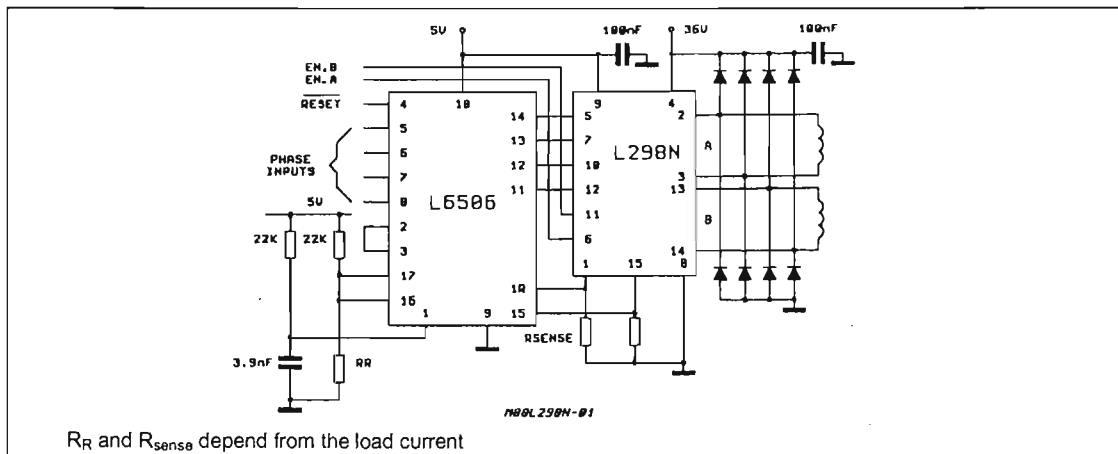 5V
100nF
36V
100nF
EN.B
EN.A
RESET
4
5
6
7
8
2
3
17
16
1
9
18
14
13
12
11
1R
15
L6506
PHASE
INPUTS
5V
22K
22K
3.9nF
RR
9
4
5
7
10
12
11
6
1
15
8
2
3
13
14
L298N
A
B
RSENSE
M00L298N-01
RR and Rsense depend from the load current